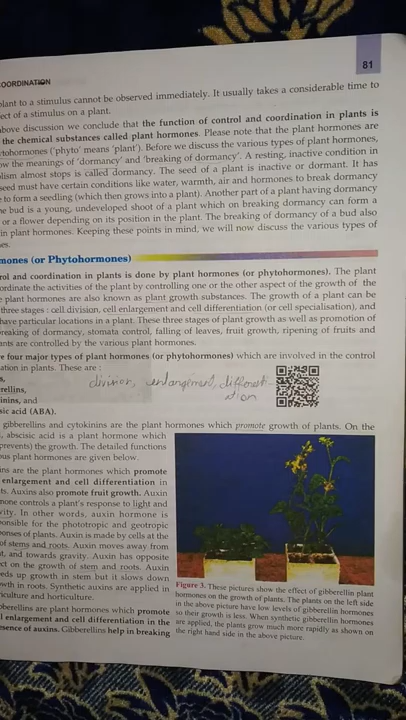 81
COORDINATION
plant to a stimulus cannot be observed immediately. It usually takes a considerable time to
ect of a stimulus on a plant.
above discussion we conclude that the function of control and coordination in plants is
the chemical substances called plant hormones. Please note that the plant hormones are
tohormones ('phyto' means 'plant'). Before we discuss the various types of plant hormones,
ow the meanings of 'dormancy' and 'breaking of dormancy'. A resting, inactive condition in
lism almost stops is called dormancy. The seed of a plant is inactive or dormant. It has
seed must have certain conditions like water, warmth, air and hormones to break dormancy
to form a seedling (which then grows into a plant). Another part of a plant having dormancy
e bud is a young, undeveloped shoot of a plant which on breaking dormancy can form a
or a flower depending on its position in the plant. The breaking of dormancy of a bud also
in plant hormones. Keeping these points in mind, we will now discuss the various types of
es.
mones (or Phytohormones)
rol and coordination in plants is done by plant hormones (or phytohormones). The plant
ordinate the activities of the plant by controlling one or the other aspect of the growth of the
e plant hormones are also known as plant growth substances. The growth of a plant can be
three stages : cell division, cell enlargement and cell differentiation (or cell specialisation), and
have particular locations in a plant. These three stages of plant growth as well as promotion of
reaking of dormancy, stomata control, falling of leaves, fruit growth, ripening of fruits and
ants are controlled by the various plant hormones.
e four major types of plant hormones (or phytohormones) which are involved in the control
ation in plants. These are :
s,
division, enlargement, different-
ation
rellins,
inins, and
sic acid (ABA).
gibberellins and cytokinins are the plant hormones which promote growth of plants. On the
, abscisic acid is a plant hormone which
prevents) the growth. The detailed functions
ous plant hormones are given below.
ins are the plant hormones which promote
enlargement and cell differentiation in
ts. Auxins also promote fruit growth. Auxin
mone controls a plant's response to light and
vity. In other words, auxin hormone is
onsible for the phototropic and geotropic
onses of plants. Auxin is made by cells at the
of stems and roots. Auxin moves away from
t, and towards gravity. Auxin has opposite
ct on the growth of stem and roots. Auxin
eds up growth in stem but it slows down
wth in roots. Synthetic auxins are applied in
iculture and horticulture.
bberellins are plant hormones which promote
l enlargement and cell differentiation in the
sence of auxins. Gibberellins help in breaking
Figure 3. These pictures show the effect of gibberellin plant
hormones on the growth of plants. The plants on the left side
in the above picture have low levels of gibberellin hormones
so their growth is less. When synthetic gibberellin hormones
are applied, the plants grow much more rapidly as shown on
the right hand side in the above picture.